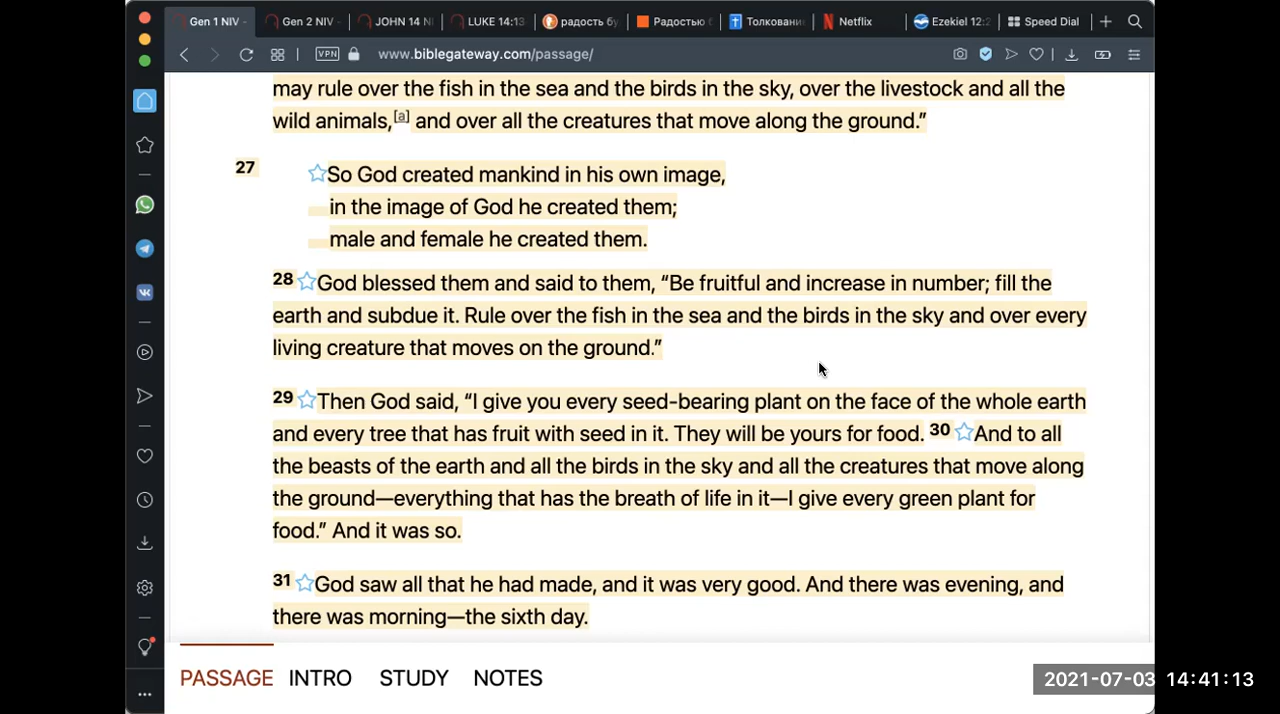 Gen 1 NIV
Gen 2 NIV -
JOHN 14 N
LUKE 14:13
радость бу
Радостью
Толкование
Netflix
Ezekiel 12:
Speed Dial
VPN
www.biblegateway.com/passage/
may rule over the fish in the sea and the birds in the sky, over the livestock and all the
wild animals,[a] and over all the creatures that move along the ground.”
27 So God created mankind in his own image,
in the image of God he created them;
male and female he created them.
28 God blessed them and said to them, “Be fruitful and increase in number; fill the
earth and subdue it. Rule over the fish in the sea and the birds in the sky and over every
living creature that moves on the ground.”
29 Then God said, “I give you every seed-bearing plant on the face of the whole earth
and every tree that has fruit with seed in it. They will be yours for food. 30 And to all
the beasts of the earth and all the birds in the sky and all the creatures that move along
the ground—everything that has the breath of life in it—I give every green plant for
food.” And it was so.
31 God saw all that he had made, and it was very good. And there was evening, and
there was morning—the sixth day.
PASSAGE INTRO STUDY NOTES
2021-07-03 14:41:13